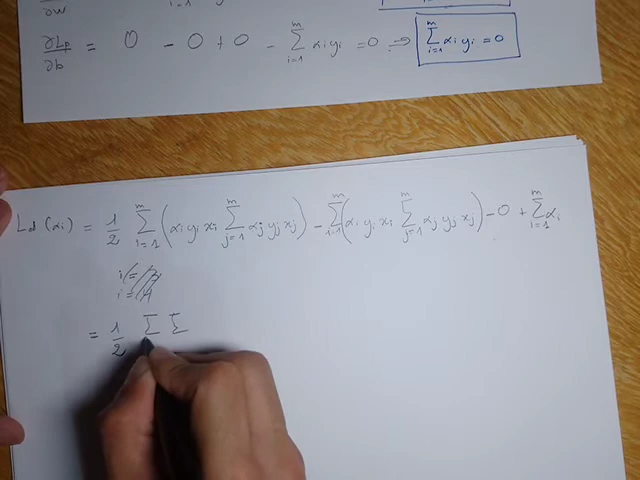 ∂w i=1
∂Lp/∂b = 0 - 0 + 0 - Σ_{i=1}^{m} αi yi = 0 ⇒ Σ_{i=1}^{m} αi yi = 0
Ld (αi) = 1/2 Σ_{i=1}^{m} (αi yi xi Σ_{j=1}^{m} αj yj xj) - Σ_{i=1}^{m} (αi yi xi Σ_{j=1}^{m} αj yj xj) - 0 + Σ_{i=1}^{m} αi
= 1/2 Σ Σ